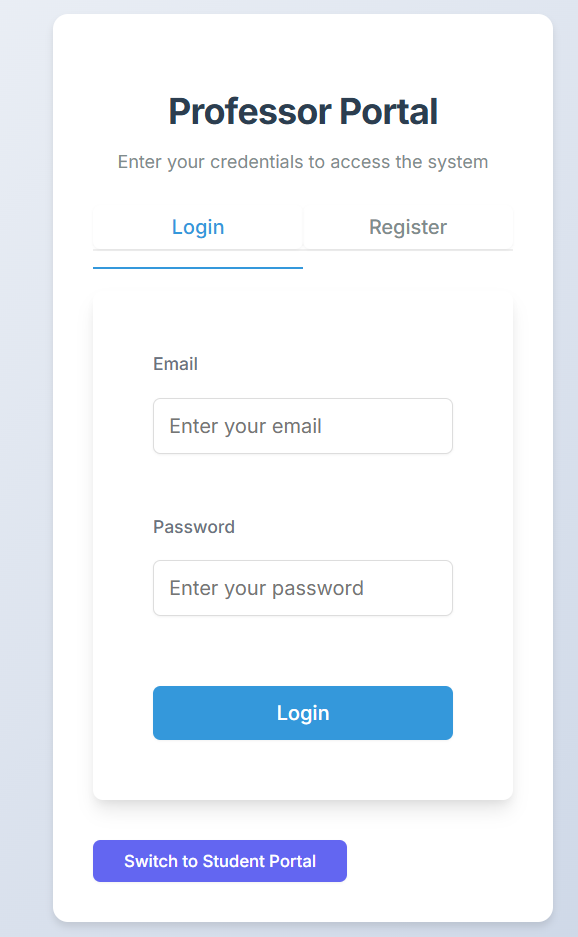 Professor Portal
Enter your credentials to access the system
Login Register
Email
Enter your email
Password
Enter your password
Login
Switch to Student Portal